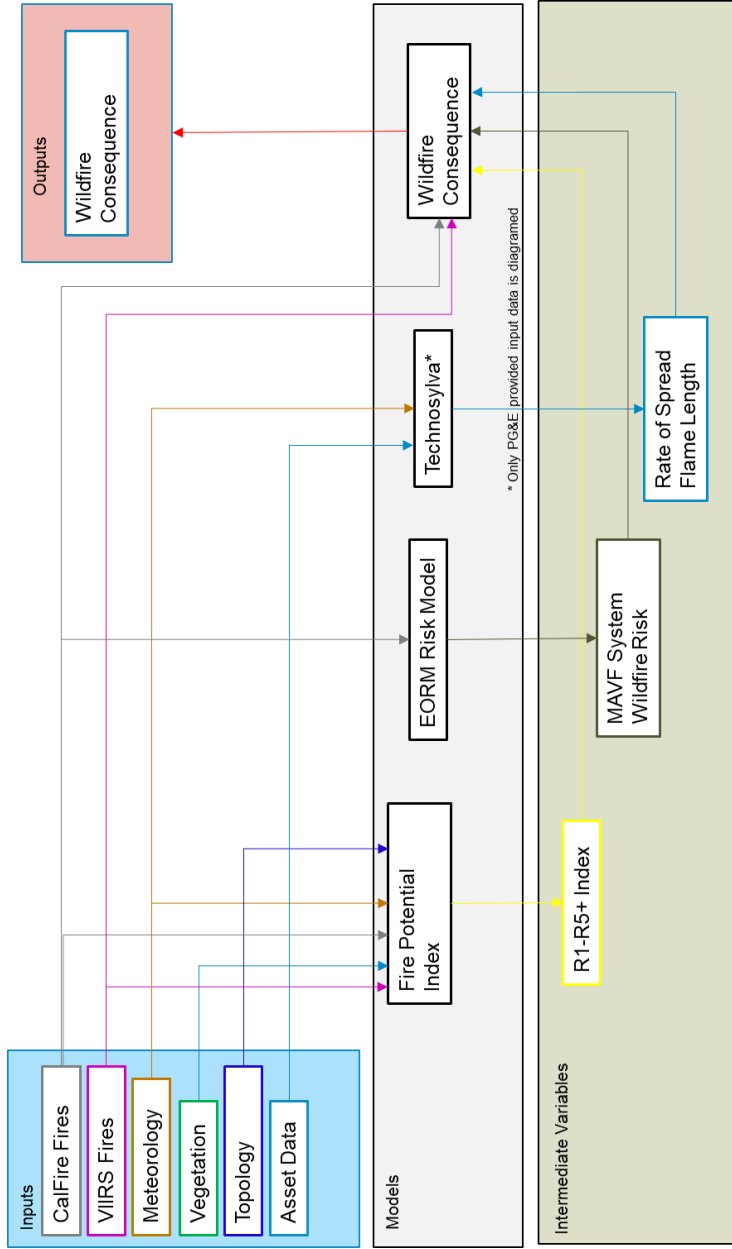 Inputs
CalFire Fires
VIIRS Fires
Meteorology
Vegetation
Topology
Asset Data
Outputs
Wildfire
Consequence
Models
Fire Potential
Index
EORM Risk Model
Technosylva*
Wildfire
Consequence
* Only PG&E provided input data is diagramed
Intermediate Variables
R1-R5+ Index
MAVF System
Wildfire Risk
Rate of Spread
Flame Length